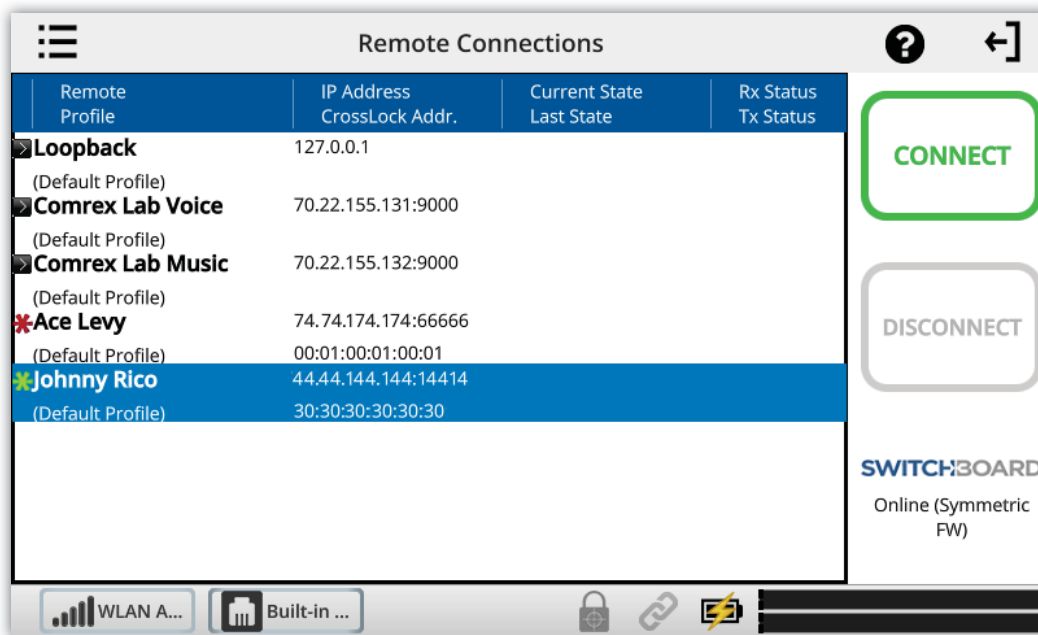 Remote Connections
Remote IP Address Current State Rx Status
Profile CrossLock Addr. Last State Tx Status
Loopback 127.0.0.1
(Default Profile)
Comrex Lab Voice 70.22.155.131:9000
(Default Profile)
Comrex Lab Music 70.22.155.132:9000
(Default Profile)
Ace Levy 74.74.174.174:66666
(Default Profile) 00:01:00:01:00:01
Johnny Rico 44.44.144.144:14414
(Default Profile) 30:30:30:30:30:30
CONNECT
DISCONNECT
SWITCHBOARD
Online (Symmetric
FW)
WLAN A... Built-in ...